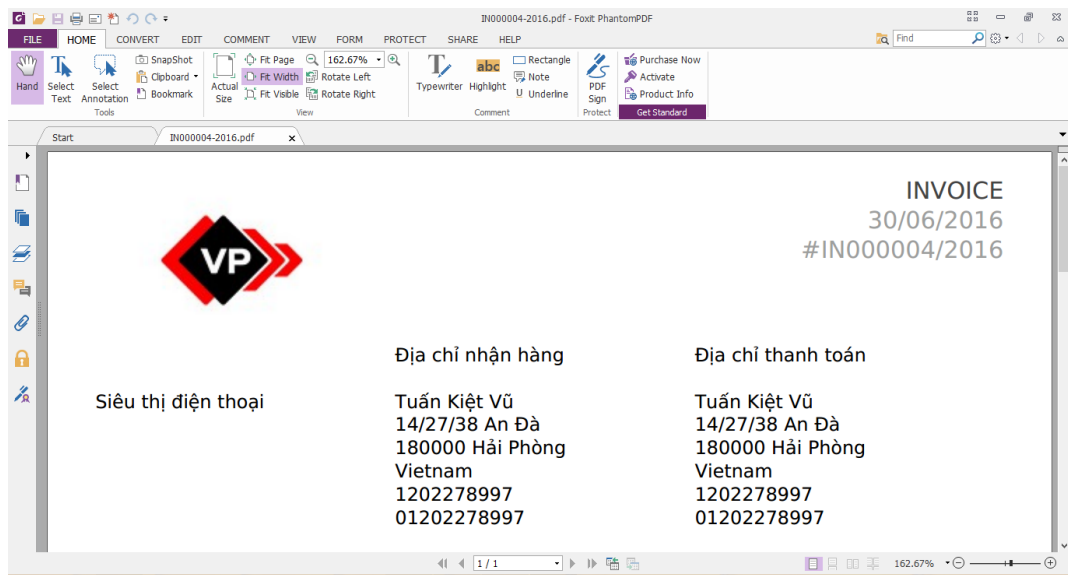 IN000004-2016.pdf - Foxit PhantomPDF
FILE HOME CONVERT EDIT COMMENT VIEW FORM PROTECT SHARE HELP Find
Hand
Select Text
Select Annotation
SnapShot
Clipboard
Bookmark
Tools
Actual Size
Fit Page
Fit Width
Fit Visible
162.67%
Rotate Left
Rotate Right
View
Typewriter
abc
Highlight
Rectangle
Note
U Underline
Comment
PDF Sign
Protect
Purchase Now
Activate
Product Info
Get Standard
Start IN000004-2016.pdf x
INVOICE
30/06/2016
#IN000004/2016
VP
Địa chỉ nhận hàng
Địa chỉ thanh toán
Siêu thị điện thoại
Tuấn Kiệt Vũ
14/27/38 An Đà
180000 Hải Phòng
Vietnam
1202278997
01202278997
Tuấn Kiệt Vũ
14/27/38 An Đà
180000 Hải Phòng
Vietnam
1202278997
01202278997
1 / 1
162.67%